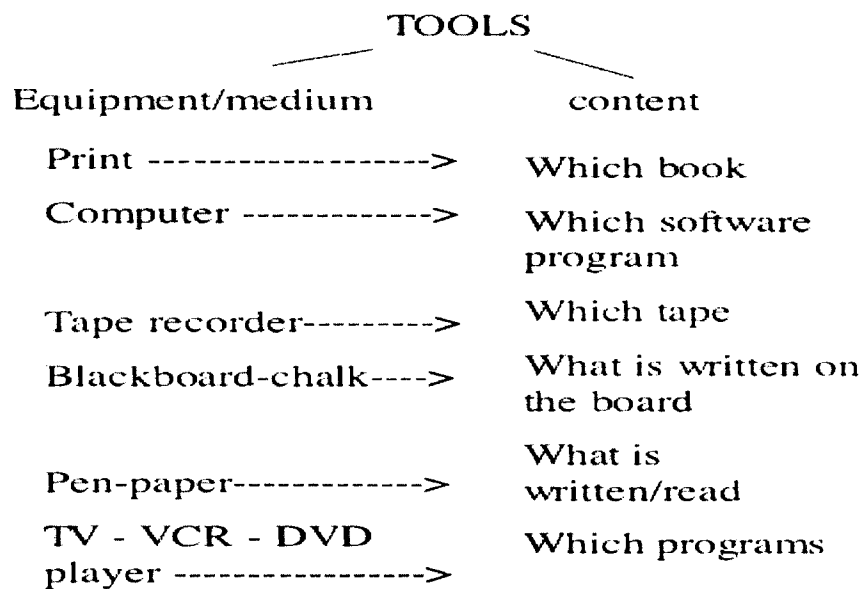 TOOLS
Equipment/medium content
Print -------------------> Which book
Computer -------------> Which software
program
Tape recorder---------> Which tape
Blackboard-chalk----> What is written on
the board
What is
Pen-paper-------------> written/read
TV - VCR - DVD Which programs
player ----------------->